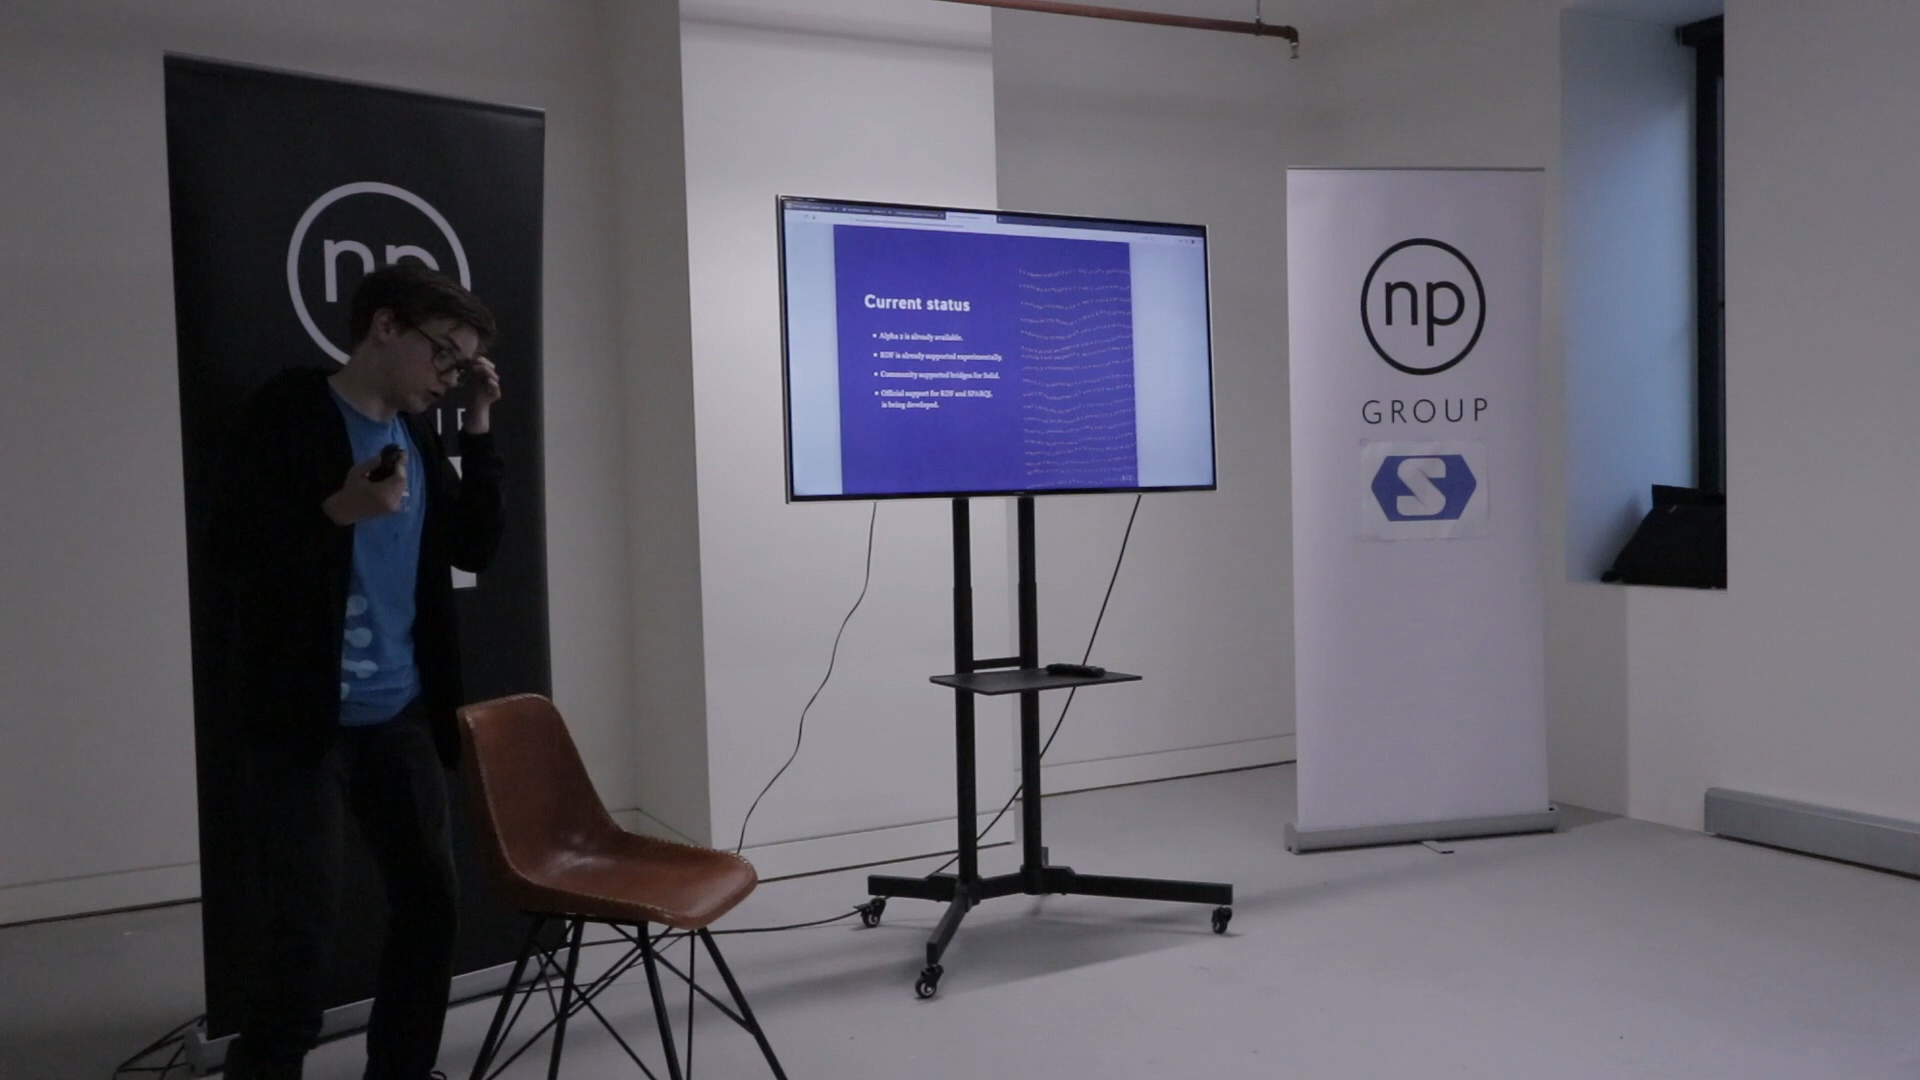 np
Current status
Alpha 2 is already available.
RDF is already supported experimentally.
Community supported bridges for Solid.
Official support for RDF and SPARQL
is being developed.
np
GROUP
S